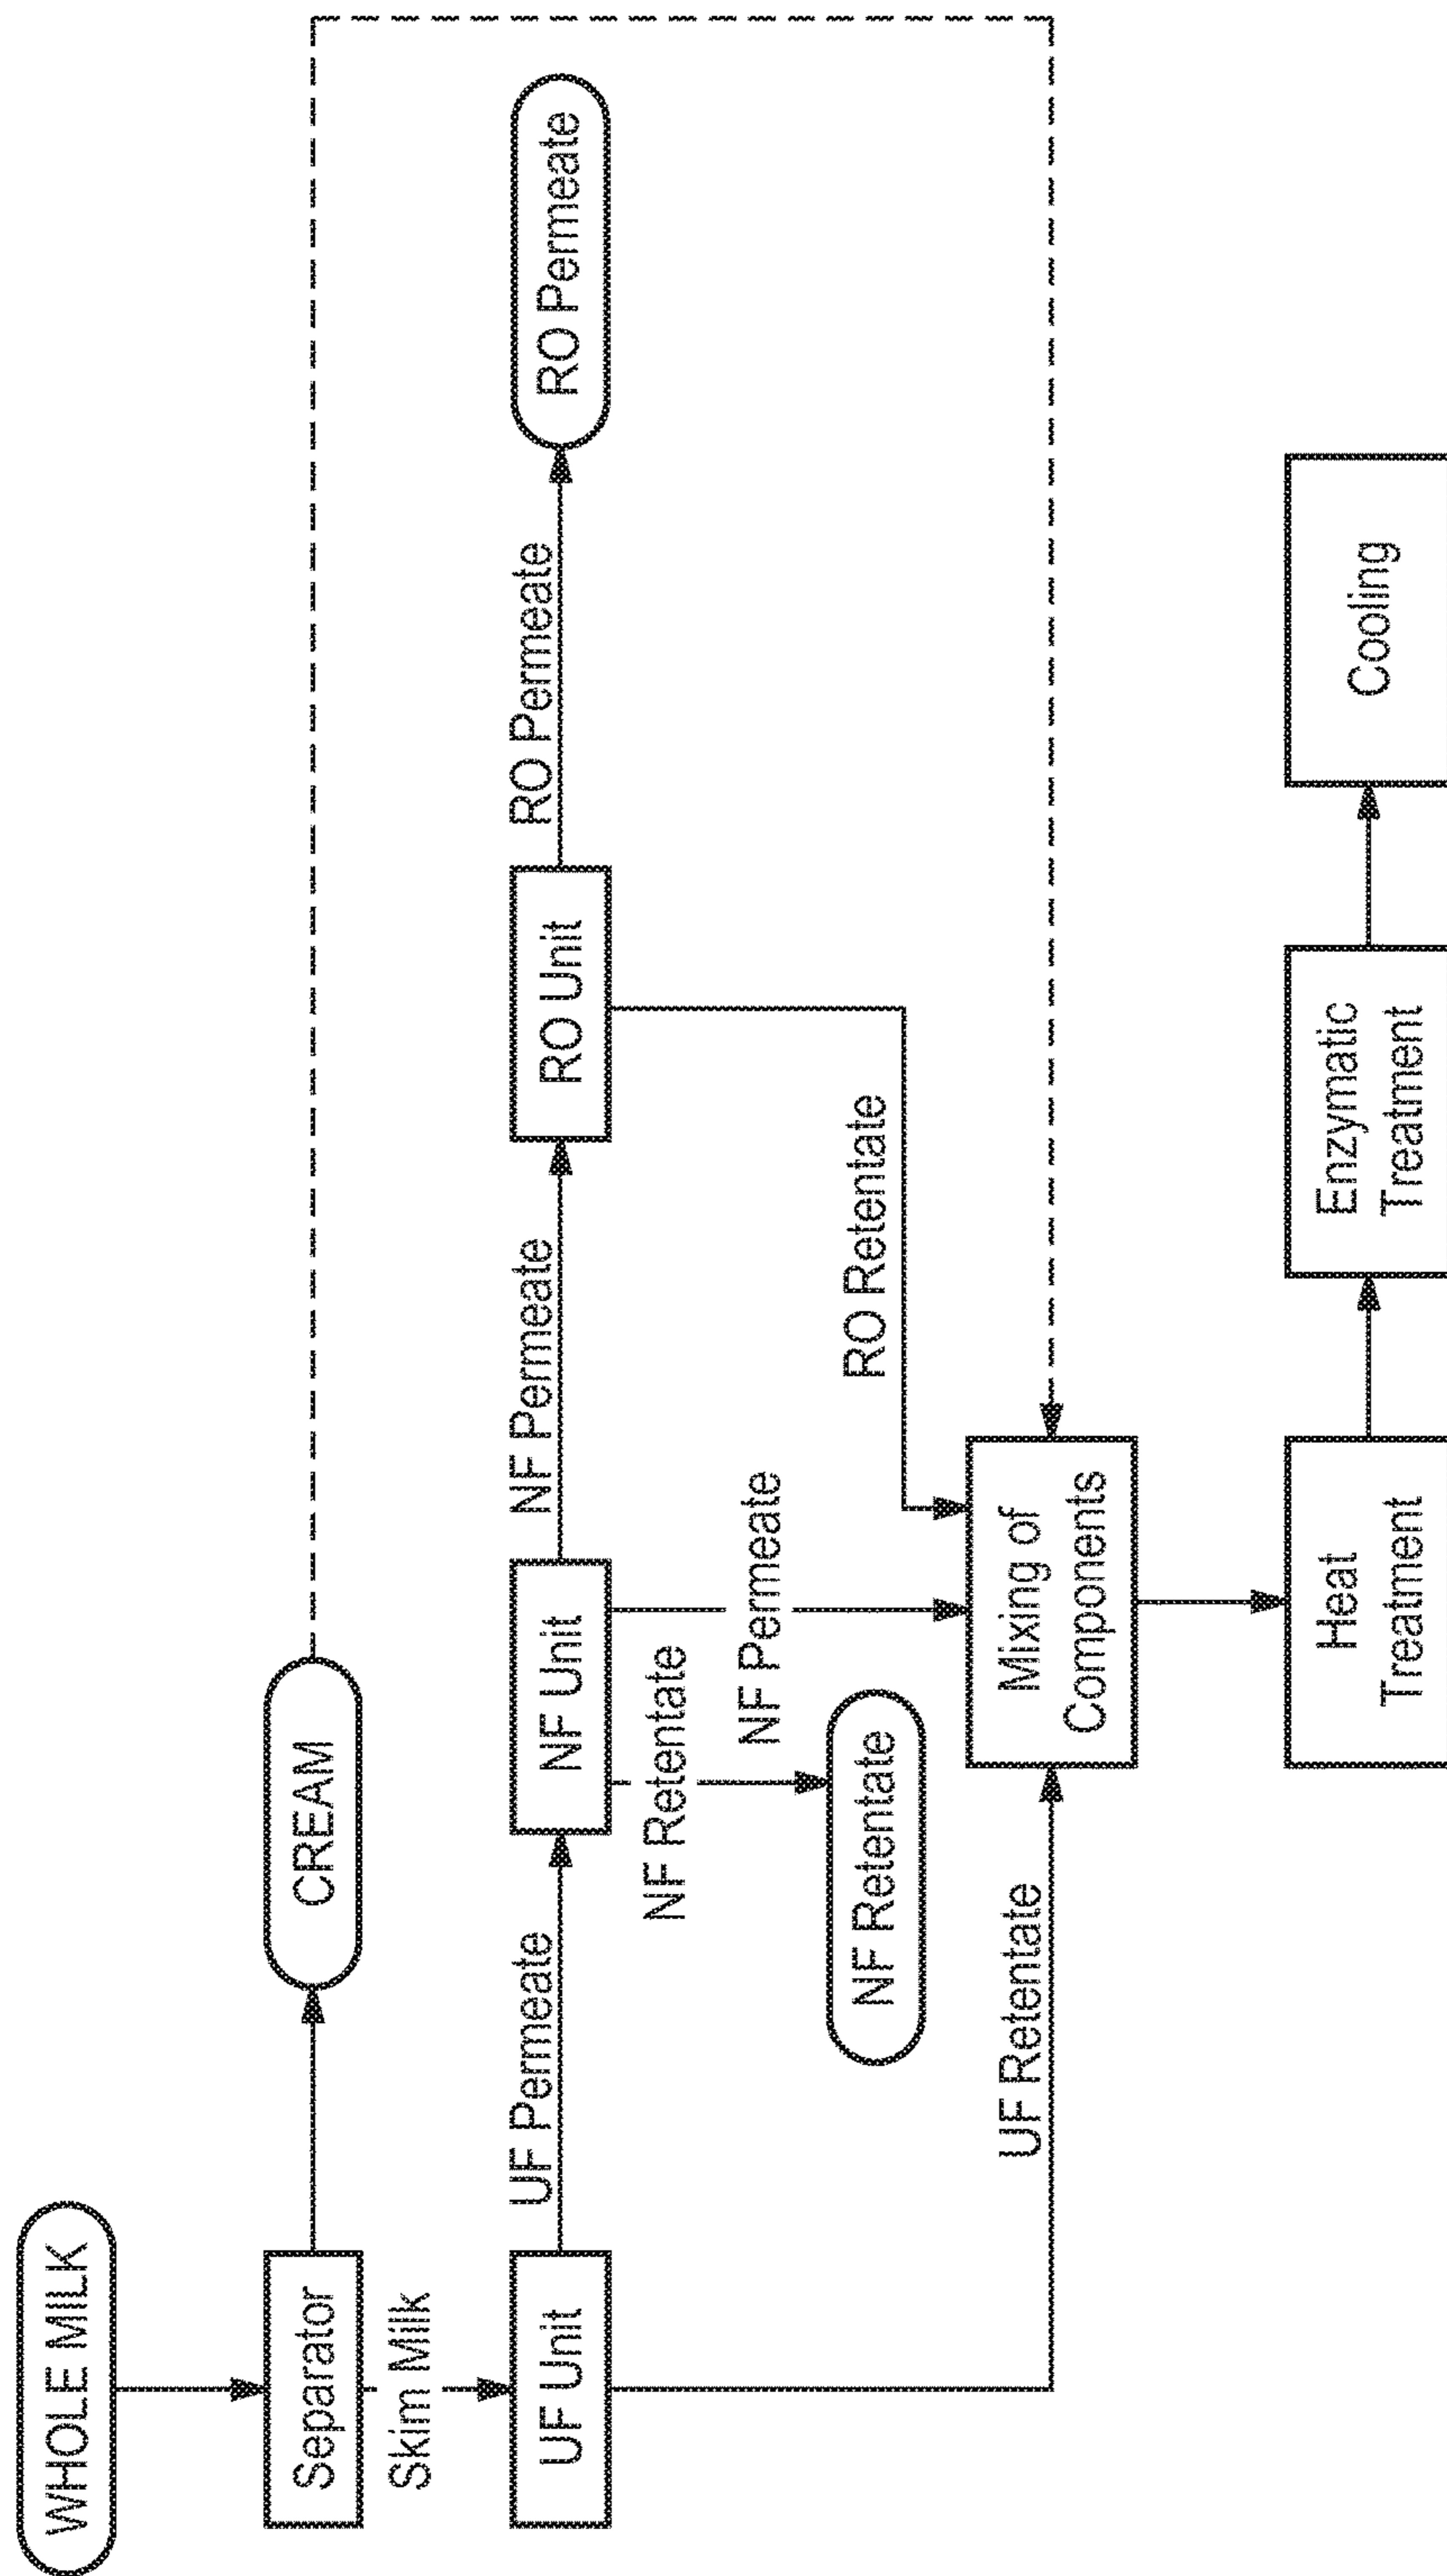 WHOLE MILK
Separator
CREAM
Skim Milk
UF Unit
UF Permeate
NF Unit
NF Permeate
RO Unit
RO Permeate
RO Permeate
NF Retentate
NF Permeate
NF Retentate
RO Retentate
UF Retentate
Mixing of
Components
Heat
Treatment
Enzymatic
Treatment
Cooling